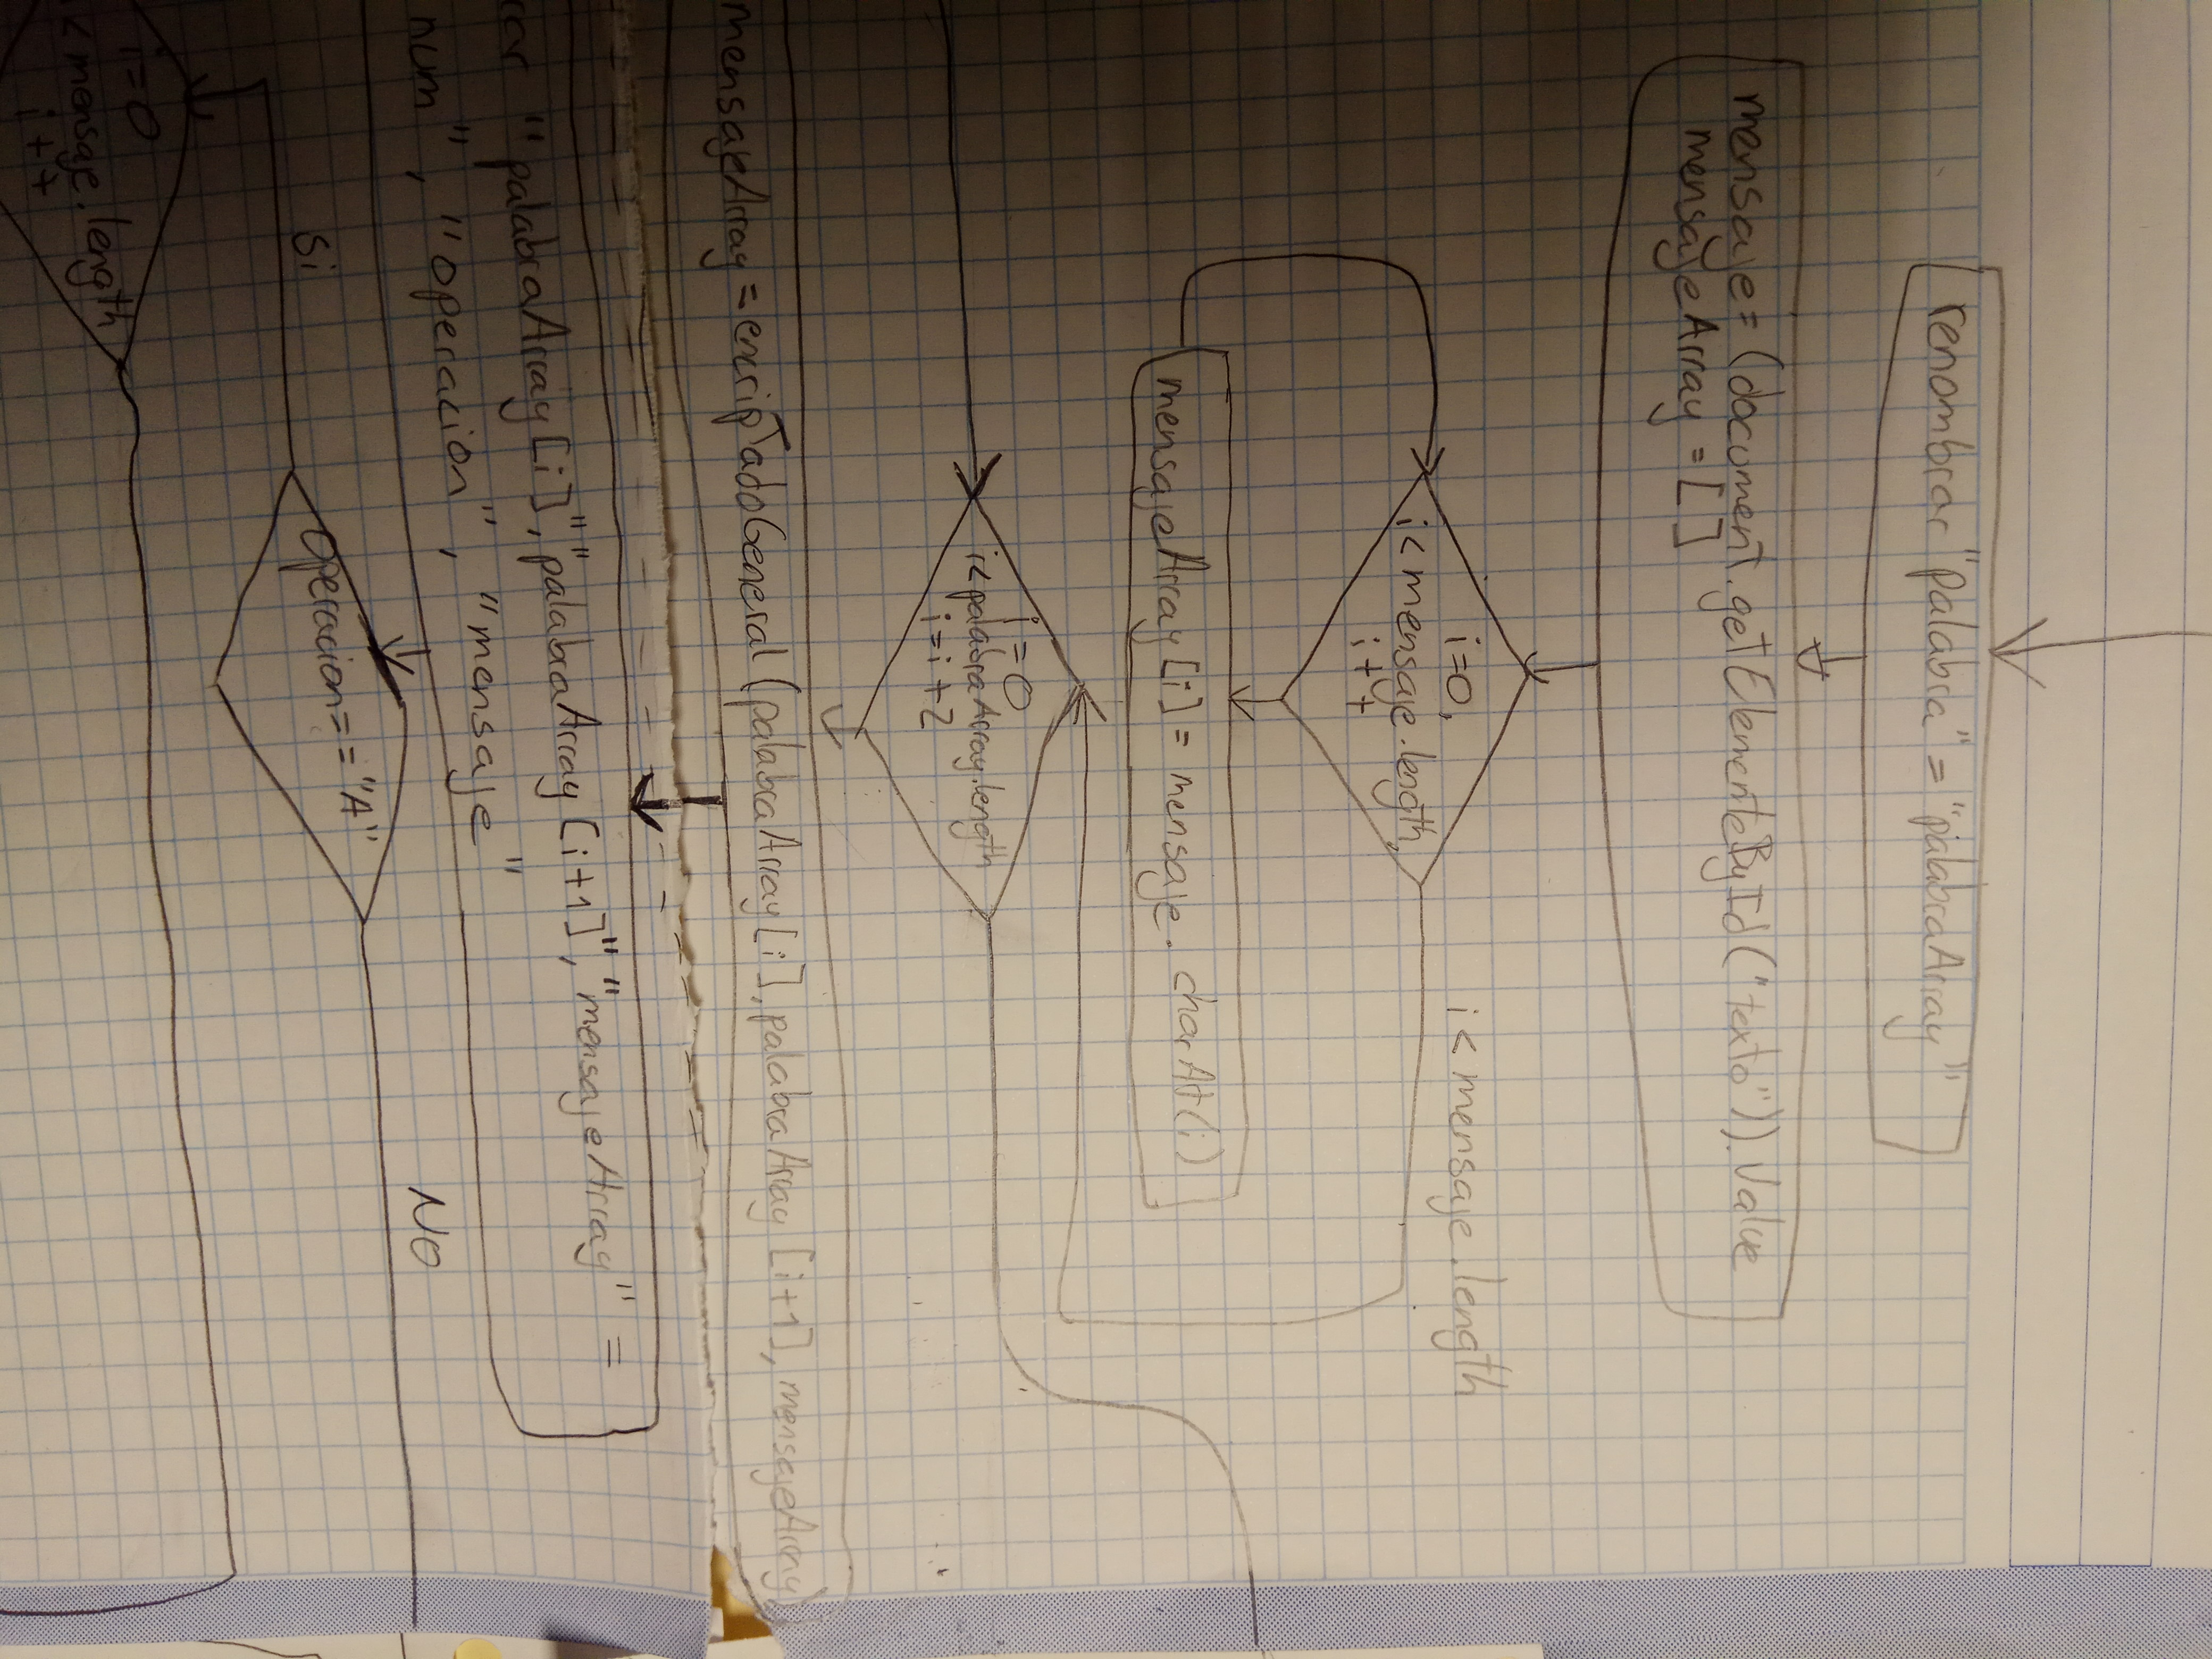 renombrar "palabra" = "palabraArray"
mensaje = (document.getElementeById("texto")).Value
mensajeArray = []
i=0,
i < mensaje.length,
i++
i < mensaje.length
mensajeArray[i] = mensaje.charAt(i)
i=0
i<palabraArray.length
i=i+2
mensajeArray = encriptadoGeneral(palabraArray[i], palabraArray[i+1], mensajeArray)
"palabraArray[i]", "palabraArray[i+1]", "mensajeArray" =
num", "operacion", "mensaje"
Operacion=="A"
Si
No
i=0
< mensaje.length
i++